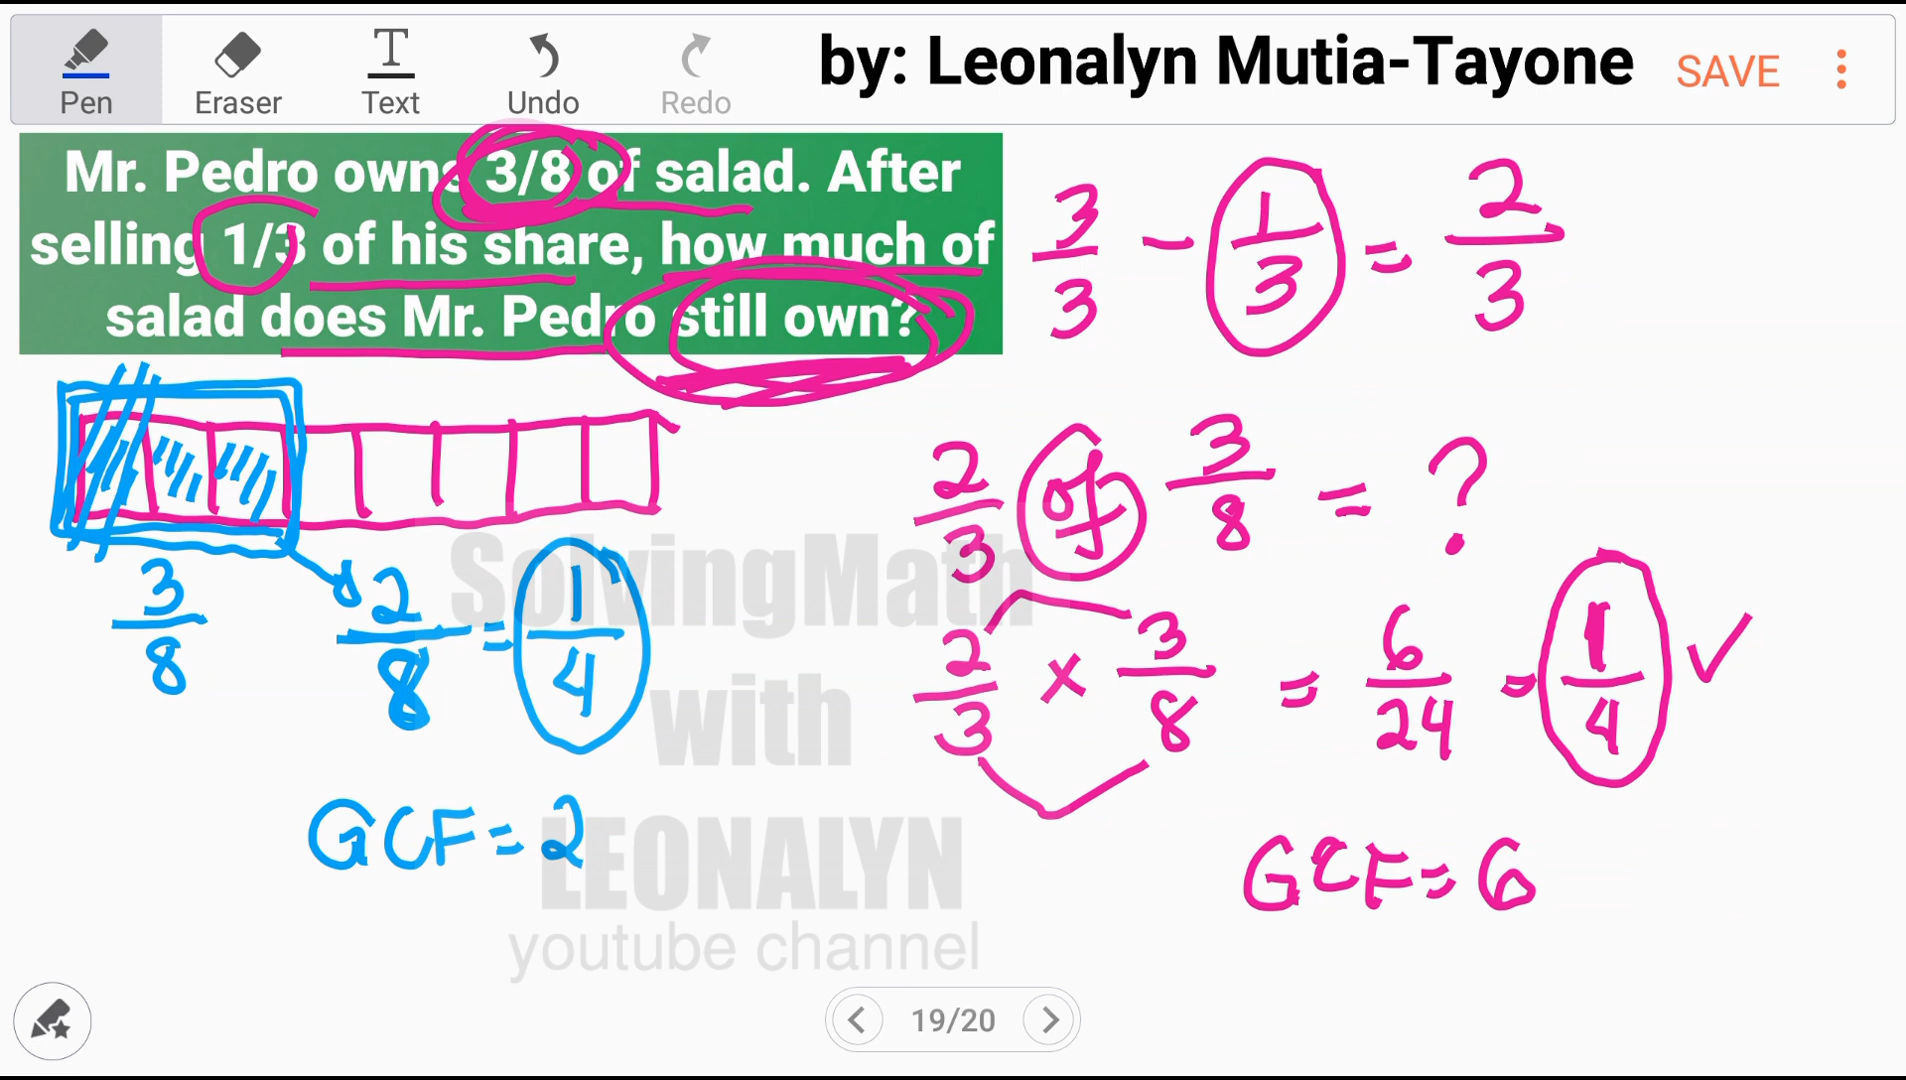 by: Leonalyn Mutia-Tayone
SAVE
Pen
Eraser
Text
Undo
Redo
Mr. Pedro owns 3/8 of salad. After
selling 1/3 of his share, how much of
salad does Mr. Pedro still own?
3/3 - 1/3 = 2/3
2/3 of 3/8 = ?
2/3 × 3/8 = 6/24 = 1/4 ✓
GCF = 6
3/8
2/8 = 1/4
GCF = 2
SolvingMath
with
LEONALYN
youtube channel
19/20